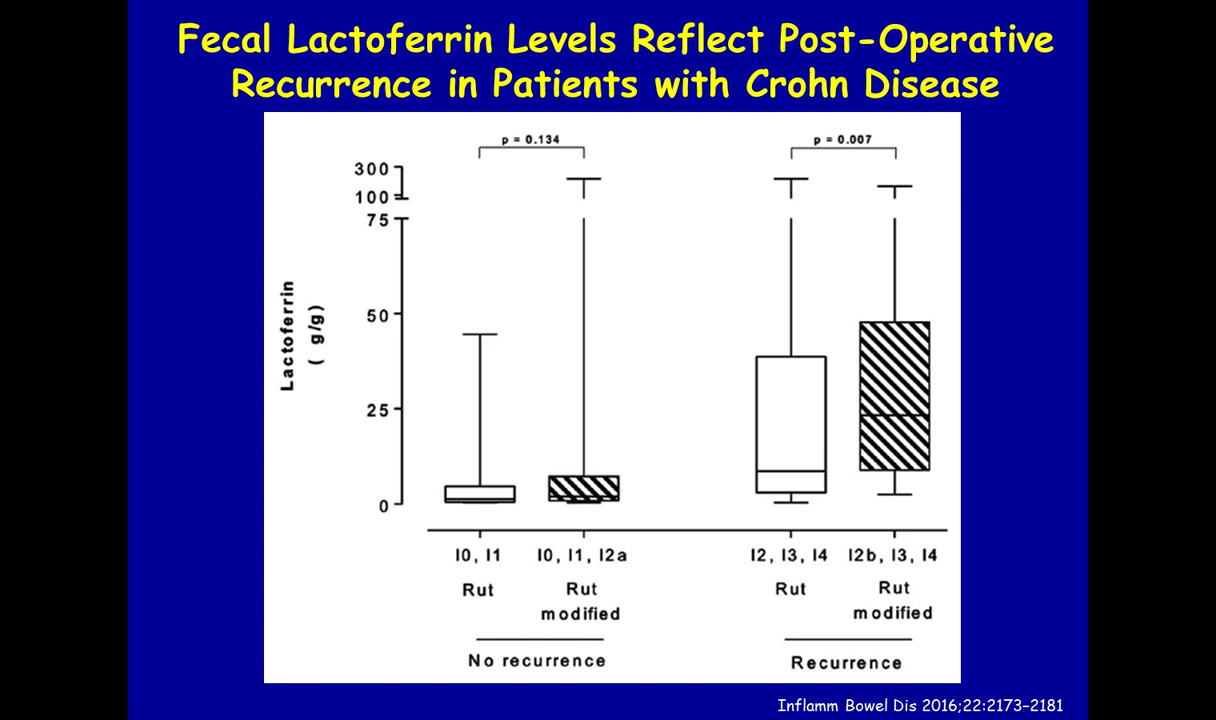 Fecal Lactoferrin Levels Reflect Post-Operative
Recurrence in Patients with Crohn Disease
p = 0.134
p = 0.007
300
100
75
50
25
0
Lactoferrin
( g/g)
I0, I1
I0, I1, I2a
I2, I3, I4
I2b, I3, I4
Rut
Rut
modified
Rut
Rut
modified
No recurrence
Recurrence
Inflamm Bowel Dis 2016;22:2173–2181